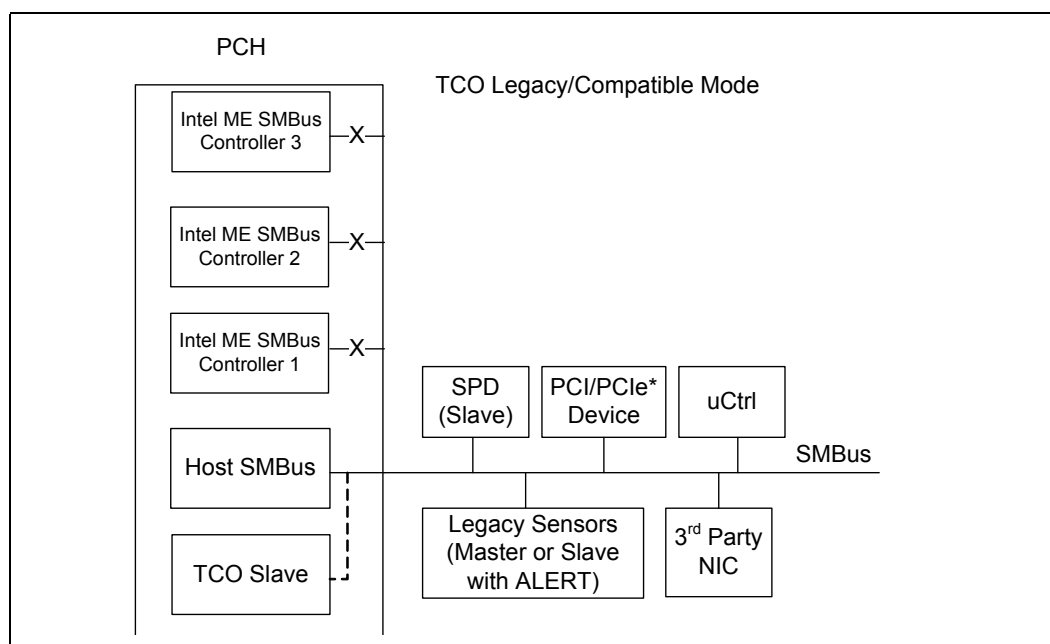 PCH
TCO Legacy/Compatible Mode
Intel ME SMBus
Controller 3
X
Intel ME SMBus
Controller 2
X
Intel ME SMBus
Controller 1
X
SPD
(Slave)
PCI/PCIe*
Device
uCtrl
Host SMBus
SMBus
Legacy Sensors
(Master or Slave
with ALERT)
3rd Party
NIC
TCO Slave